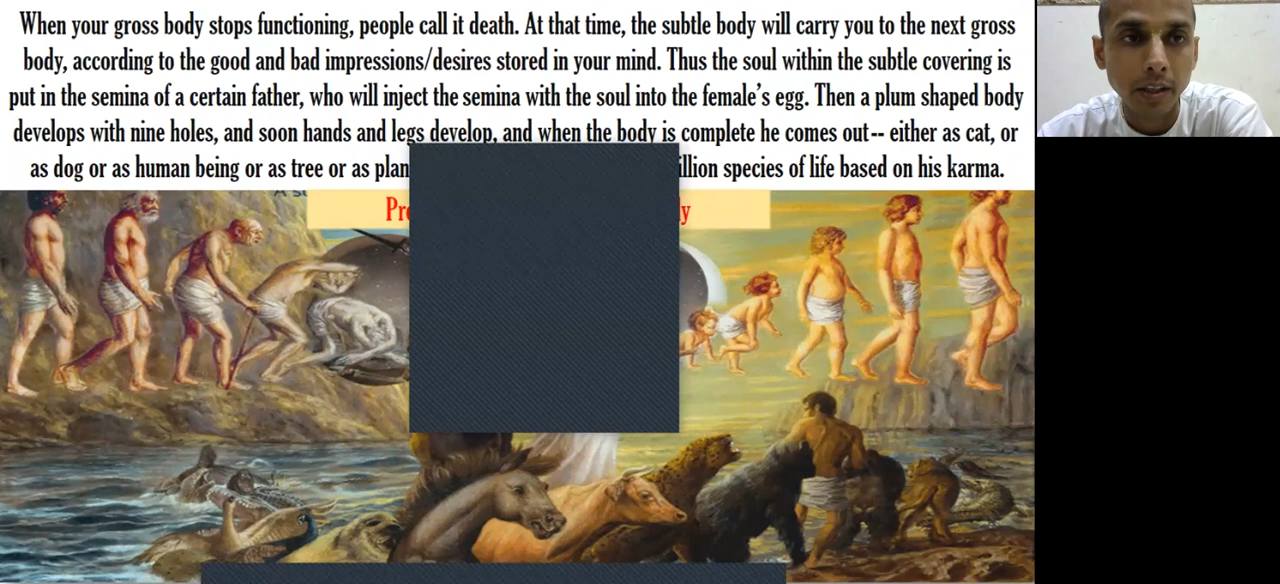 When your gross body stops functioning, people call it death. At that time, the subtle body will carry you to the next gross
body, according to the good and bad impressions/desires stored in your mind. Thus the soul within the subtle covering is
put in the semina of a certain father, who will inject the semina with the soul into the female's egg. Then a plum shaped body
develops with nine holes, and soon hands and legs develop, and when the body is complete he comes out-- either as cat, or
as dog or as human being or as tree or as species of life based on his karma.